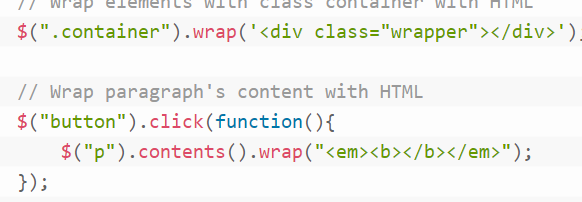 // Wrap elements with class container with HTML
$(".container").wrap('<div class="wrapper"></div>')
// Wrap paragraph's content with HTML
$("button").click(function(){
    $("p").contents().wrap("<em><b></b></em>");
});